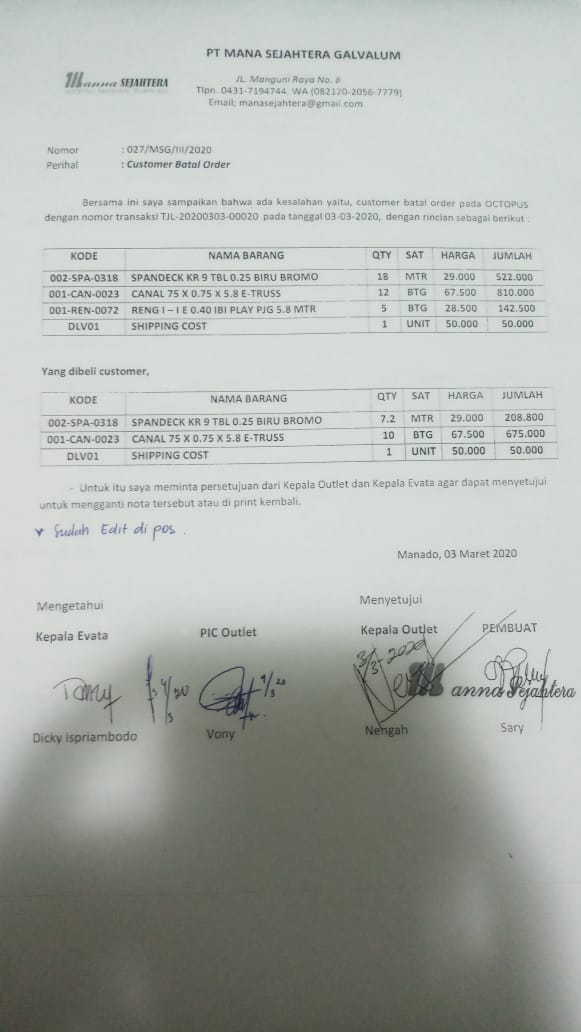 PT MANA SEJAHTERA GALVALUM
Manna SEJAHTERA
JL. Manguni Raya No. 6
Tlpn. 0431-7194744, WA (082120-2056-7779)
Email; manasejahtera@gmail.com
Nomor : 027/MSG/III/2020
Perihal : Customer Batal Order
Bersama ini saya sampaikan bahwa ada kesalahan yaitu, customer batal order pada OCTOPUS
dengan nomor transaksi TJL-20200303-00020 pada tanggal 03-03-2020, dengan rincian sebagai berikut :
KODE NAMA BARANG QTY SAT HARGA JUMLAH
002-SPA-0318 SPANDECK KR 9 TBL 0.25 BIRU BROMO 18 MTR 29.000 522.000
001-CAN-0023 CANAL 75 X 0.75 X 5.8 E-TRUSS 12 BTG 67.500 810.000
001-REN-0072 RENG I – I E 0.40 IBI PLAY PJG 5.8 MTR 5 BTG 28.500 142.500
DLV01 SHIPPING COST 1 UNIT 50.000 50.000
Yang dibeli customer,
KODE NAMA BARANG QTY SAT HARGA JUMLAH
002-SPA-0318 SPANDECK KR 9 TBL 0.25 BIRU BROMO 7.2 MTR 29.000 208.800
001-CAN-0023 CANAL 75 X 0.75 X 5.8 E-TRUSS 10 BTG 67.500 675.000
DLV01 SHIPPING COST 1 UNIT 50.000 50.000
- Untuk itu saya meminta persetujuan dari Kepala Outlet dan Kepala Evata agar dapat menyetujui
untuk mengganti nota tersebut atau di print kembali.
Sudah Edit di pos.
Manado, 03 Maret 2020
Mengetahui Menyetujui
Kepala Evata PIC Outlet Kepala Outlet PEMBUAT
3/3-2020
4/3 20
Manna Sejahtera
Dicky Ispriambodo Vony Nengah Sary